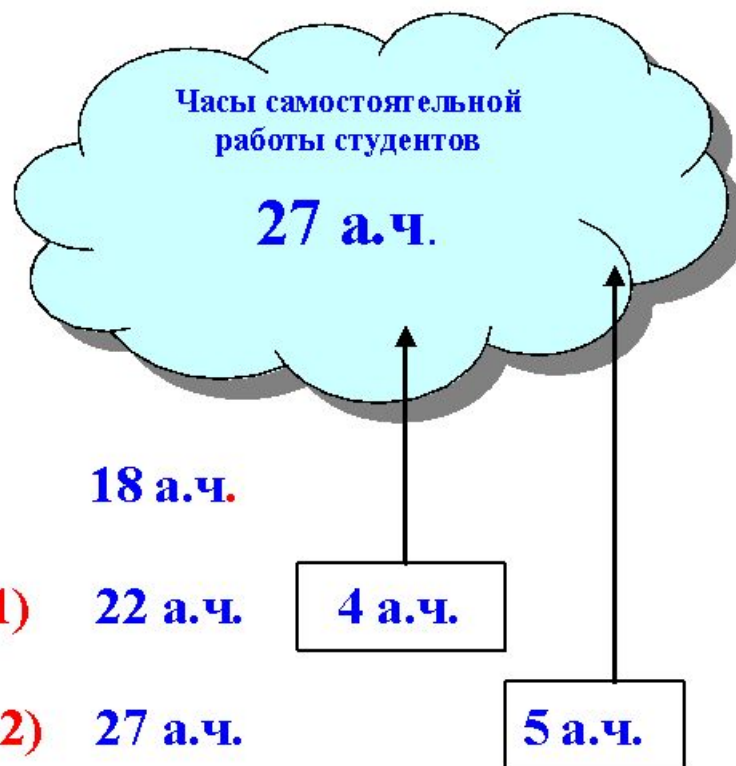 Часы самостоятельной
работы студентов
27 а.ч.
18 а.ч.
1) 22 а.ч. 4 а.ч.
2) 27 а.ч. 5 а.ч.